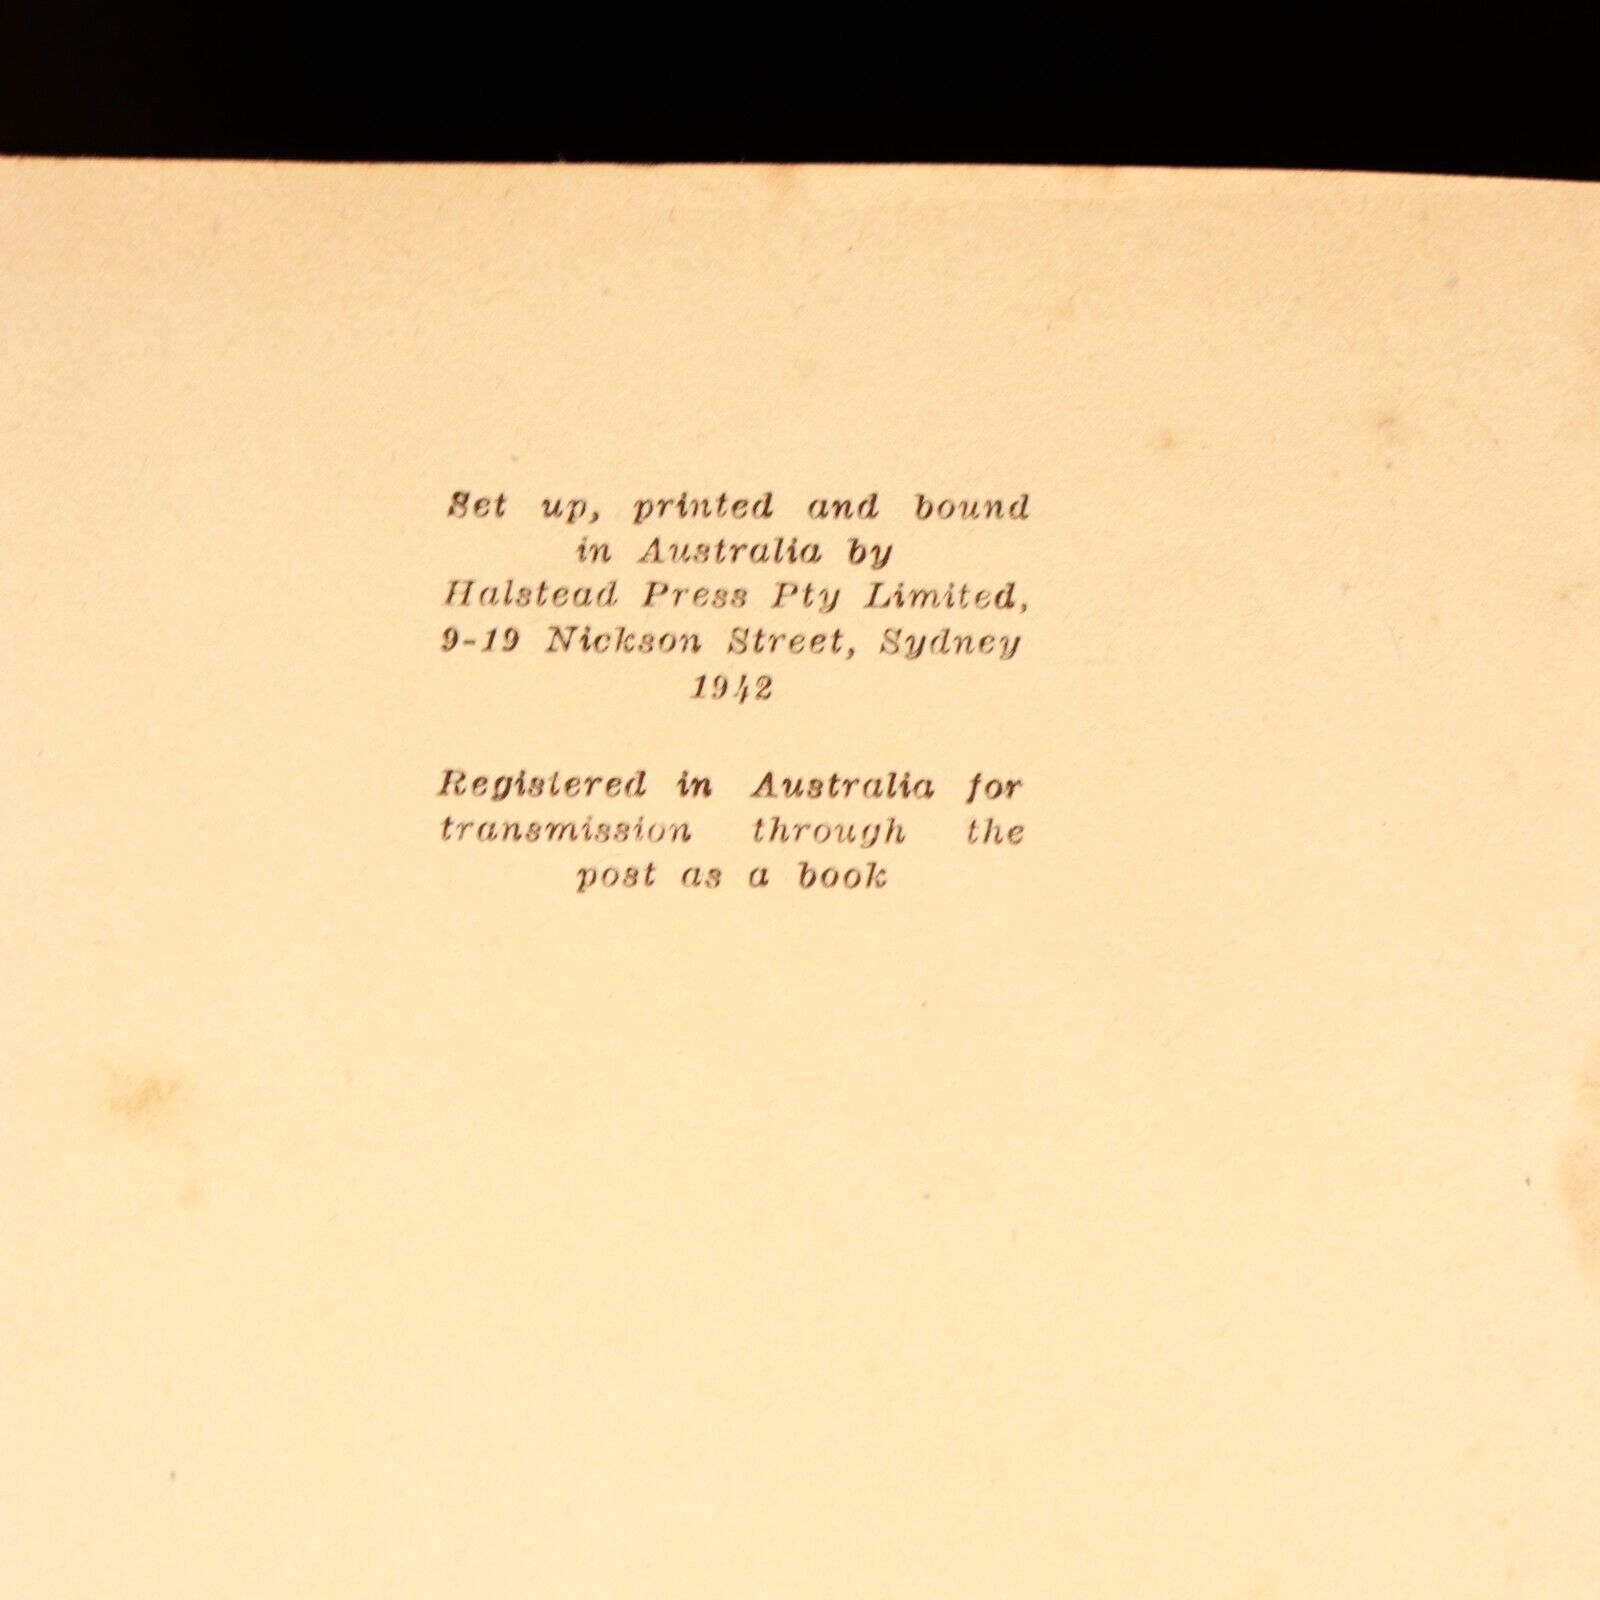 Set up, printed and bound
in Australia by
Halstead Press Pty Limited,
9-19 Nickson Street, Sydney
1942
Registered in Australia for
transmission through the
post as a book